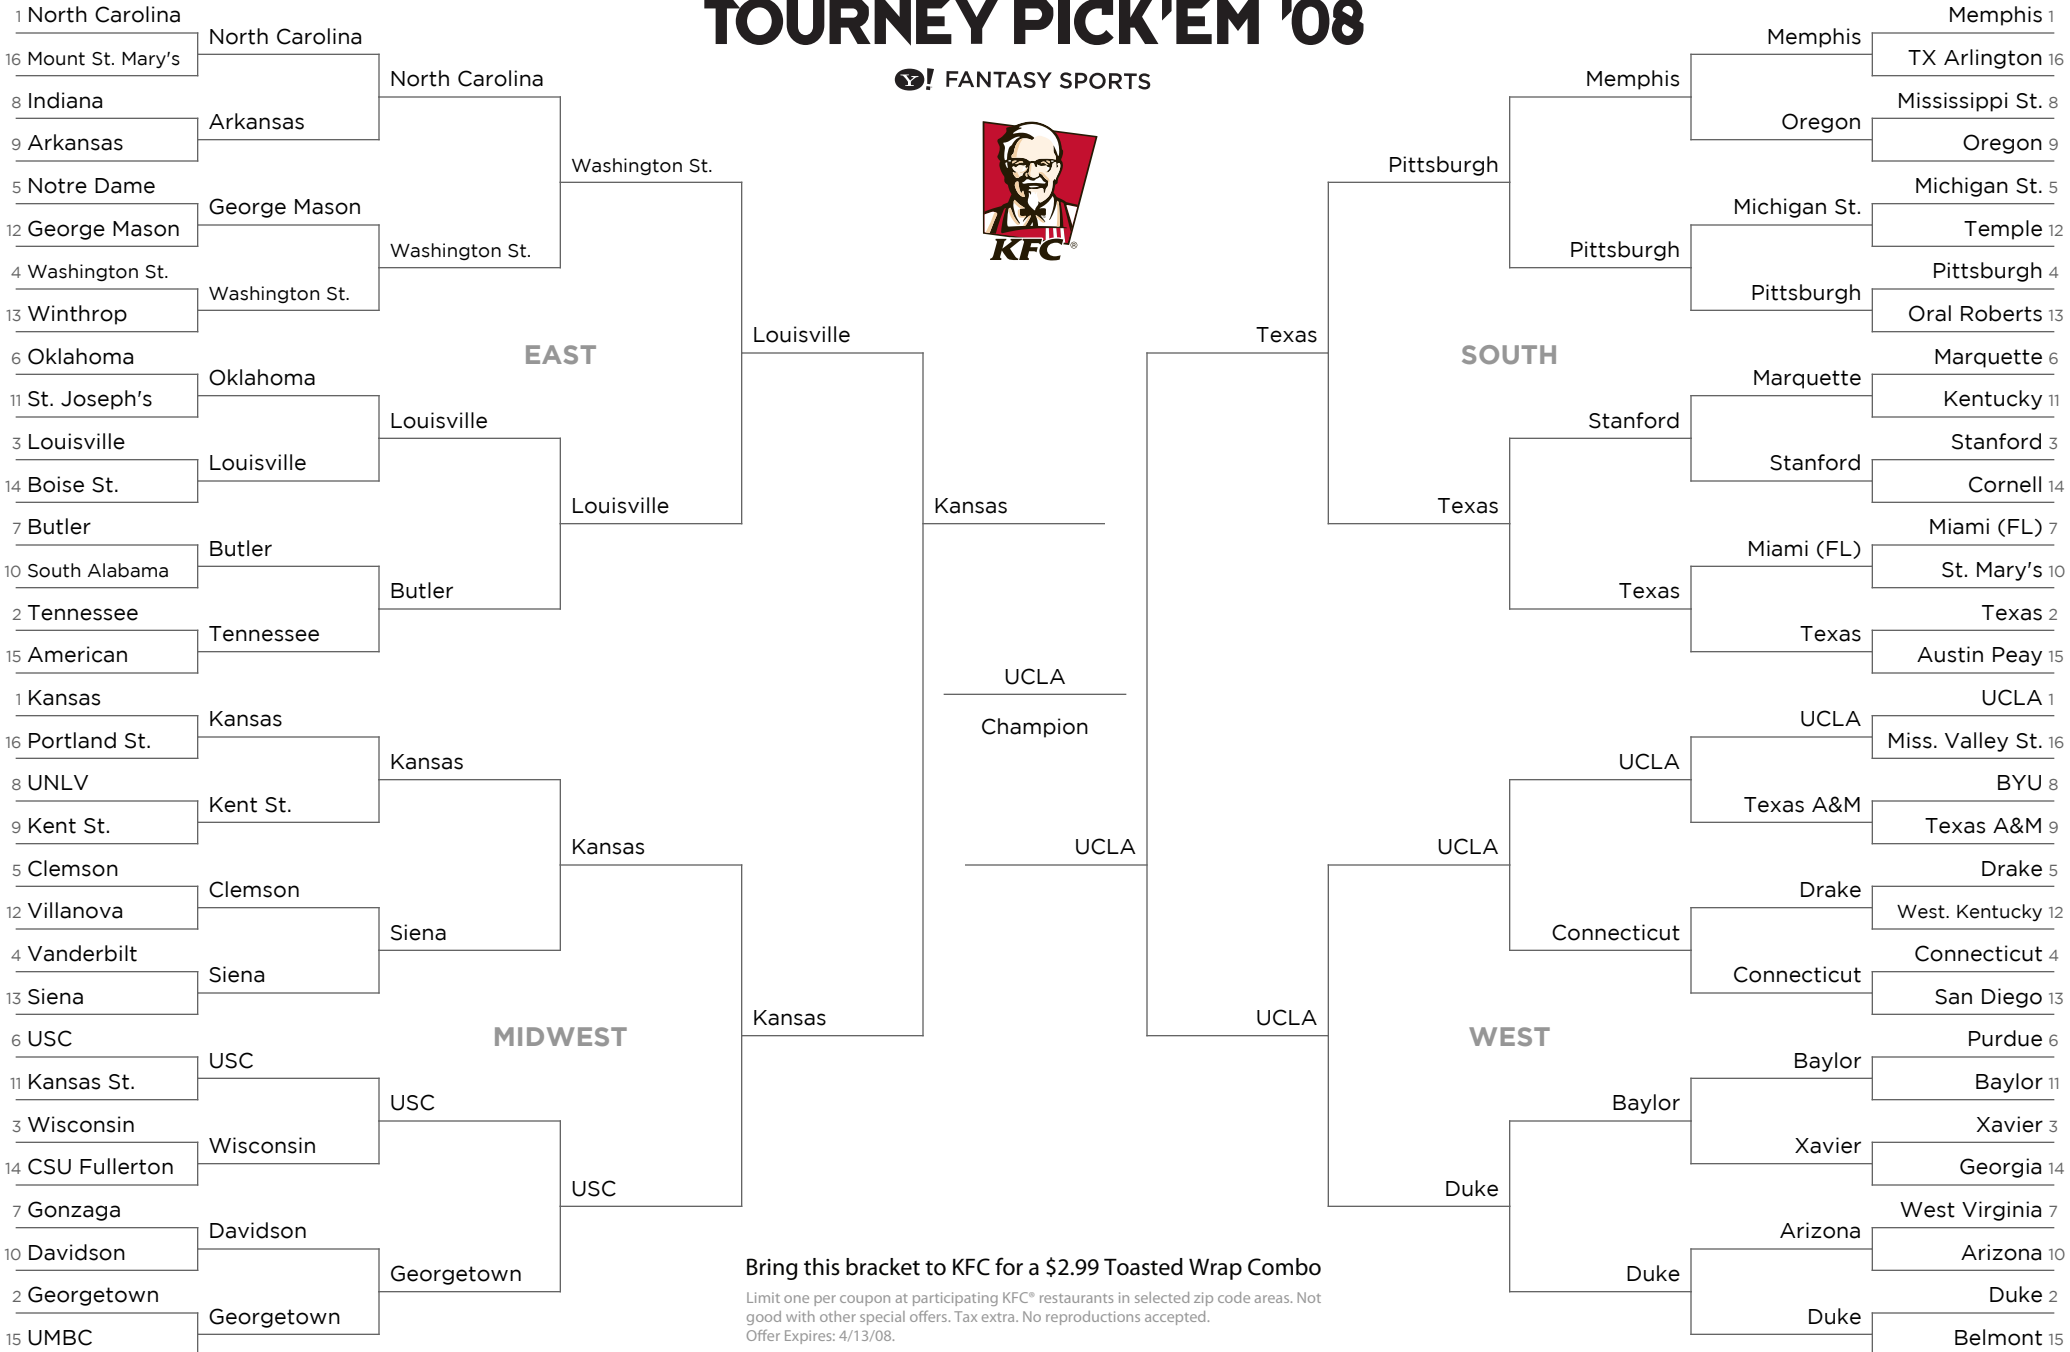 TOURNEY PICK'EM '08
Y! FANTASY SPORTS
KFC®
1 North Carolina
16 Mount St. Mary's
8 Indiana
9 Arkansas
5 Notre Dame
12 George Mason
4 Washington St.
13 Winthrop
6 Oklahoma
11 St. Joseph's
3 Louisville
14 Boise St.
7 Butler
10 South Alabama
2 Tennessee
15 American
1 Kansas
16 Portland St.
8 UNLV
9 Kent St.
5 Clemson
12 Villanova
4 Vanderbilt
13 Siena
6 USC
11 Kansas St.
3 Wisconsin
14 CSU Fullerton
7 Gonzaga
10 Davidson
2 Georgetown
15 UMBC
North Carolina
Arkansas
George Mason
Washington St.
Oklahoma
Louisville
Butler
Tennessee
Kansas
Kent St.
Clemson
Siena
USC
Wisconsin
Davidson
Georgetown
North Carolina
Washington St.
Louisville
Butler
Kansas
Siena
USC
Georgetown
Washington St.
EAST
Louisville
Kansas
MIDWEST
USC
Louisville
Kansas
Kansas
UCLA
Champion
UCLA
Texas
UCLA
Pittsburgh
SOUTH
Texas
UCLA
WEST
Duke
Memphis
Pittsburgh
Stanford
Texas
UCLA
Connecticut
Baylor
Duke
Memphis
Oregon
Michigan St.
Pittsburgh
Marquette
Stanford
Miami (FL)
Texas
UCLA
Texas A&M
Drake
Connecticut
Baylor
Xavier
Arizona
Duke
Memphis 1
TX Arlington 16
Mississippi St. 8
Oregon 9
Michigan St. 5
Temple 12
Pittsburgh 4
Oral Roberts 13
Marquette 6
Kentucky 11
Stanford 3
Cornell 14
Miami (FL) 7
St. Mary's 10
Texas 2
Austin Peay 15
UCLA 1
Miss. Valley St. 16
BYU 8
Texas A&M 9
Drake 5
West. Kentucky 12
Connecticut 4
San Diego 13
Purdue 6
Baylor 11
Xavier 3
Georgia 14
West Virginia 7
Arizona 10
Duke 2
Belmont 15
Bring this bracket to KFC for a $2.99 Toasted Wrap Combo
Limit one per coupon at participating KFC® restaurants in selected zip code areas. Not
good with other special offers. Tax extra. No reproductions accepted.
Offer Expires: 4/13/08.